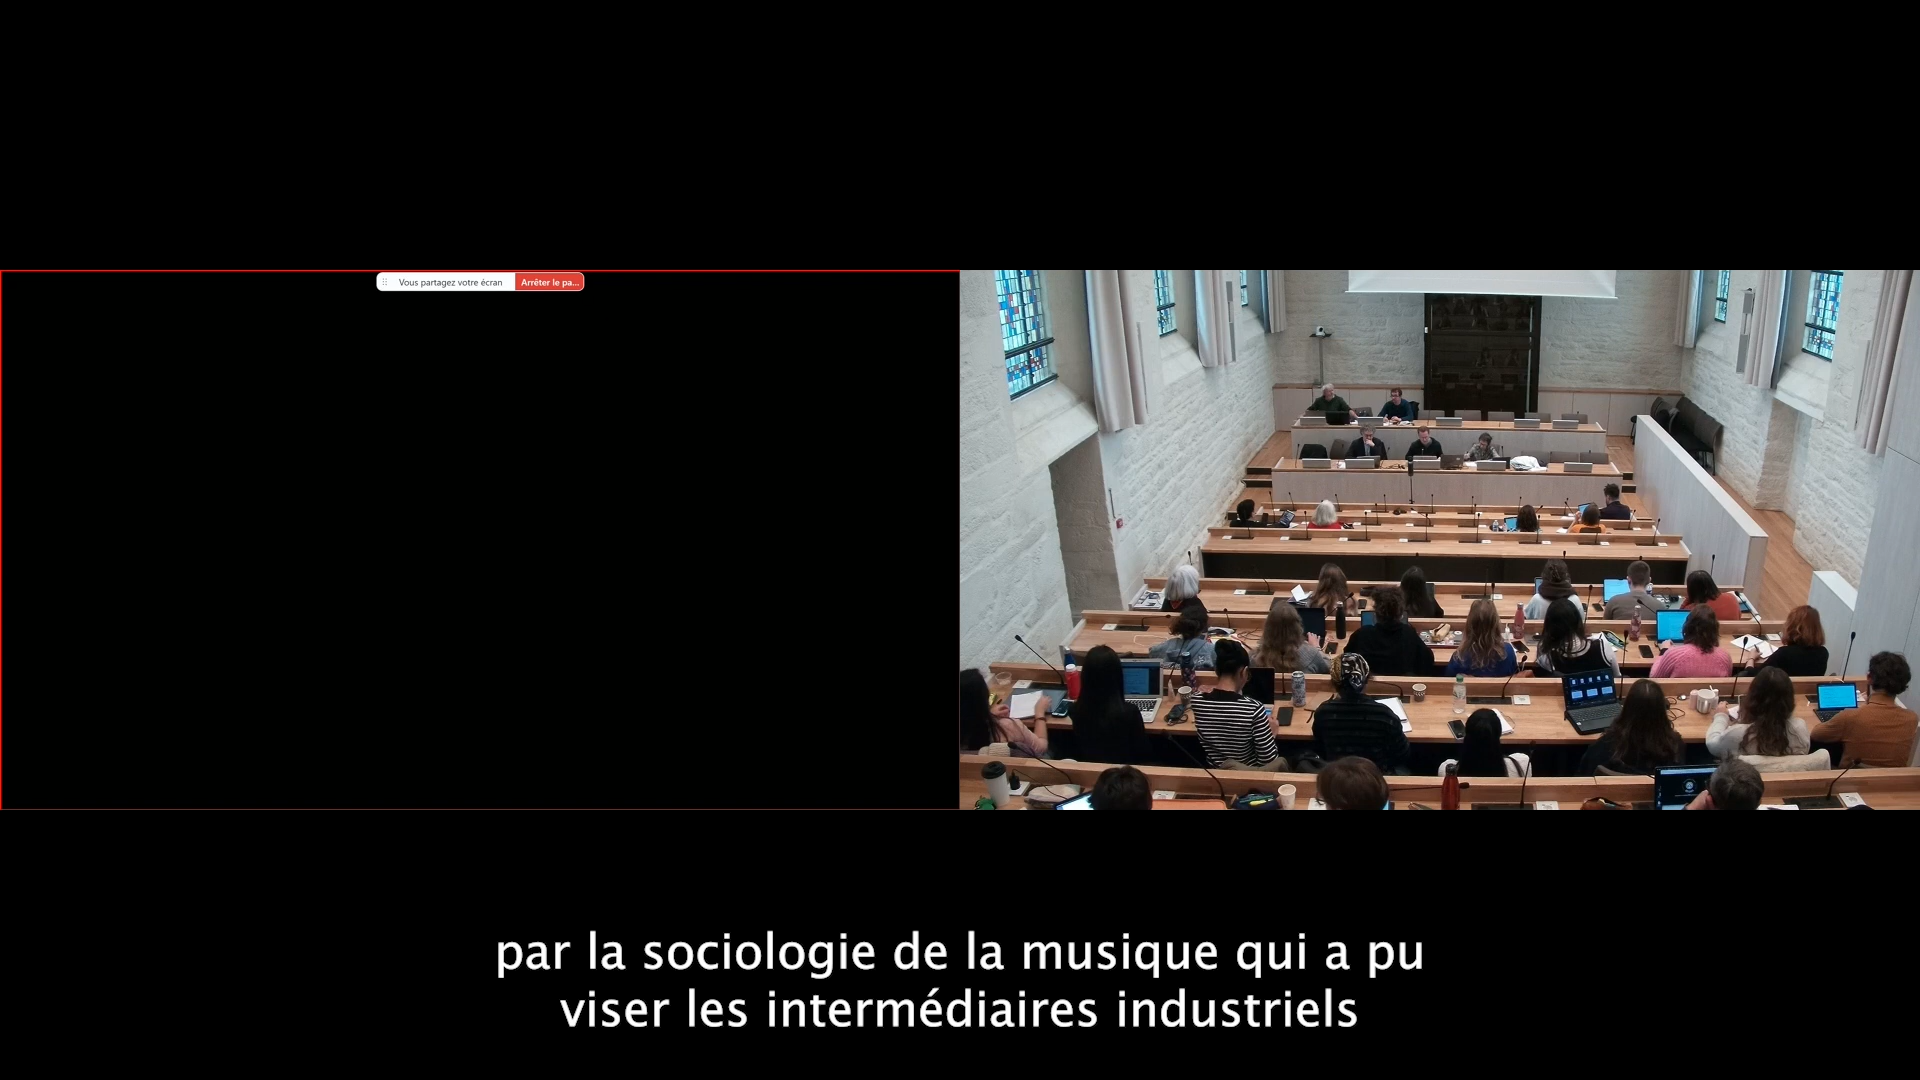 Vous partagez votre écran
Arrêter le pa...
par la sociologie de la musique qui a pu
viser les intermédiaires industriels